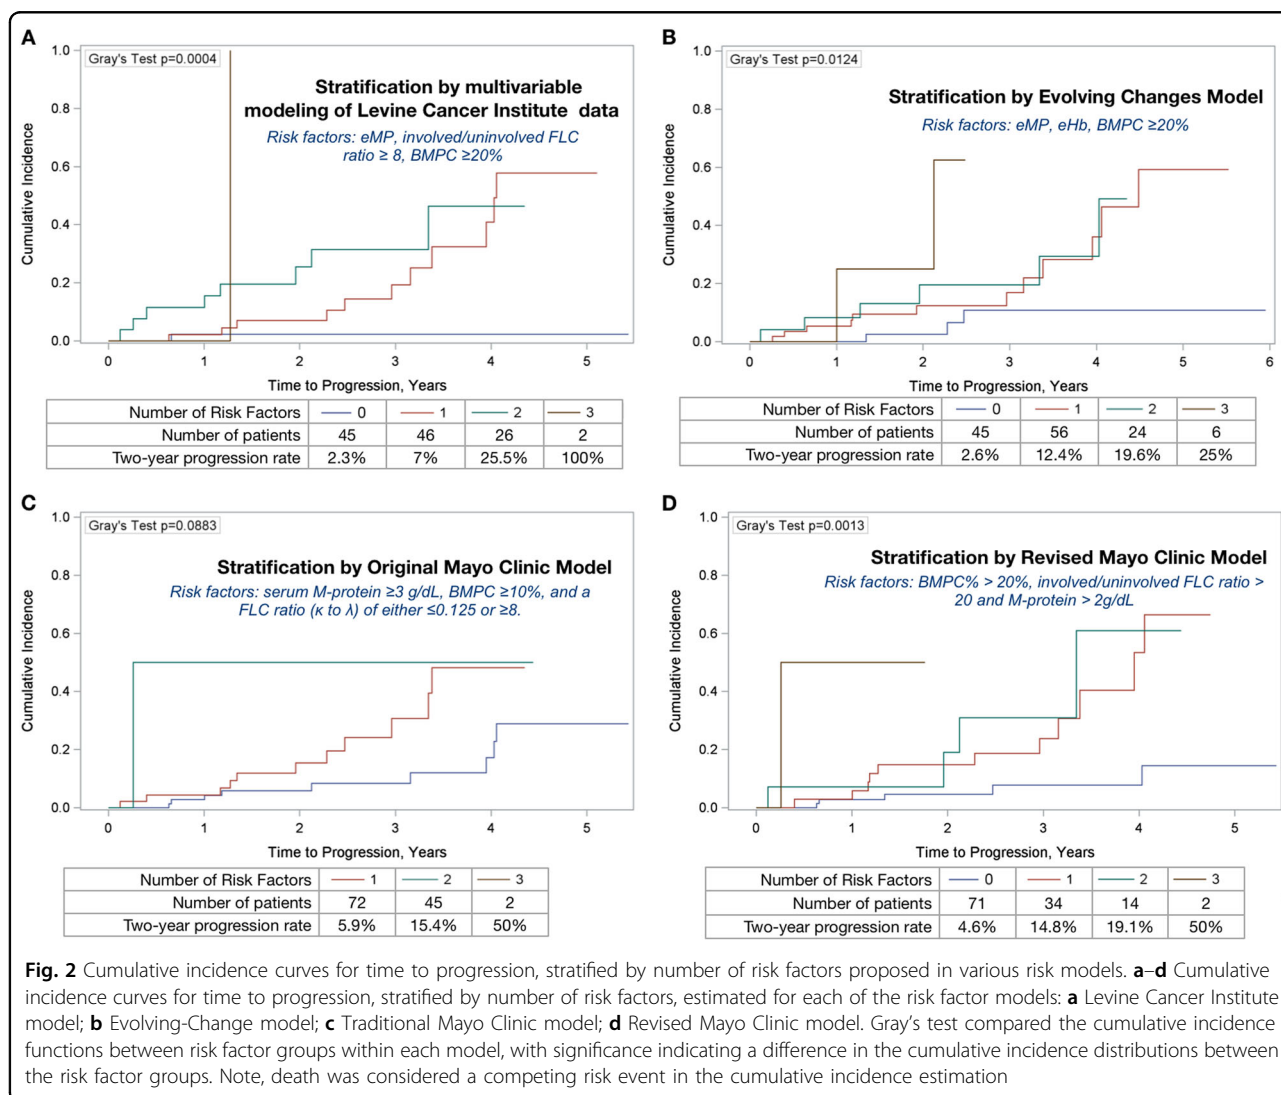 A
Gray's Test p=0.0004
Stratification by multivariable
modeling of Levine Cancer Institute data
Risk factors: eMP, involved/uninvolved FLC
ratio ≥ 8, BMPC ≥20%
Cumulative Incidence
1.0
0.8
0.6
0.4
0.2
0.0
0 1 2 3 4 5
Time to Progression, Years
Number of Risk Factors 0 1 2 3
Number of patients 45 46 26 2
Two-year progression rate 2.3% 7% 25.5% 100%
B
Gray's Test p=0.0124
Stratification by Evolving Changes Model
Risk factors: eMP, eHb, BMPC ≥20%
Cumulative Incidence
1.0
0.8
0.6
0.4
0.2
0.0
0 1 2 3 4 5 6
Time to Progression, Years
Number of Risk Factors 0 1 2 3
Number of patients 45 56 24 6
Two-year progression rate 2.6% 12.4% 19.6% 25%
C
Gray's Test p=0.0883
Stratification by Original Mayo Clinic Model
Risk factors: serum M-protein ≥3 g/dL, BMPC ≥10%, and a
FLC ratio (κ to λ) of either ≤0.125 or ≥8.
Cumulative Incidence
1.0
0.8
0.6
0.4
0.2
0.0
0 1 2 3 4 5
Time to Progression, Years
Number of Risk Factors 1 2 3
Number of patients 72 45 2
Two-year progression rate 5.9% 15.4% 50%
D
Gray's Test p=0.0013
Stratification by Revised Mayo Clinic Model
Risk factors: BMPC% > 20%, involved/uninvolved FLC ratio >
20 and M-protein > 2g/dL
Cumulative Incidence
1.0
0.8
0.6
0.4
0.2
0.0
0 1 2 3 4 5
Time to Progression, Years
Number of Risk Factors 0 1 2 3
Number of patients 71 34 14 2
Two-year progression rate 4.6% 14.8% 19.1% 50%
Fig. 2 Cumulative incidence curves for time to progression, stratified by number of risk factors proposed in various risk models. a–d Cumulative
incidence curves for time to progression, stratified by number of risk factors, estimated for each of the risk factor models: a Levine Cancer Institute
model; b Evolving-Change model; c Traditional Mayo Clinic model; d Revised Mayo Clinic model. Gray's test compared the cumulative incidence
functions between risk factor groups within each model, with significance indicating a difference in the cumulative incidence distributions between
the risk factor groups. Note, death was considered a competing risk event in the cumulative incidence estimation